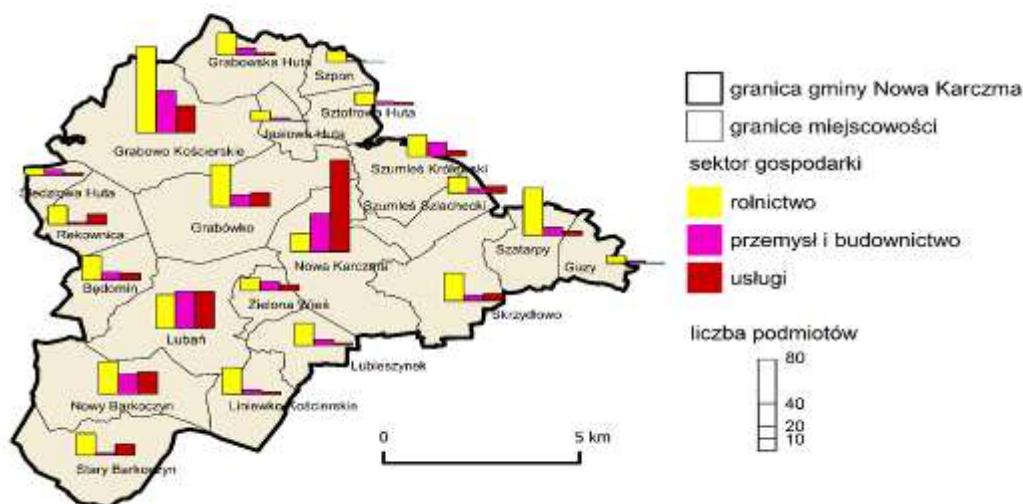 Grabowska Huta
Szpon
Sztofrowa Huta
Jasiowa Huta
Grabowo Kościerskie
Szumleś Królewski
Szumleś Szlachecki
Śledziowa Huta
Rekownica
Grabówko
Nowa Karczma
Szatarpy
Guzy
Będomin
Zielona Wieś
Skrzydłowo
Lubań
Lubieszynek
Nowy Barkoczyn
Liniewko Kościerskie
Stary Barkoczyn
0 5 km
granica gminy Nowa Karczma
granice miejscowości
sektor gospodarki
rolnictwo
przemysł i budownictwo
usługi
liczba podmiotów
80
40
20
10